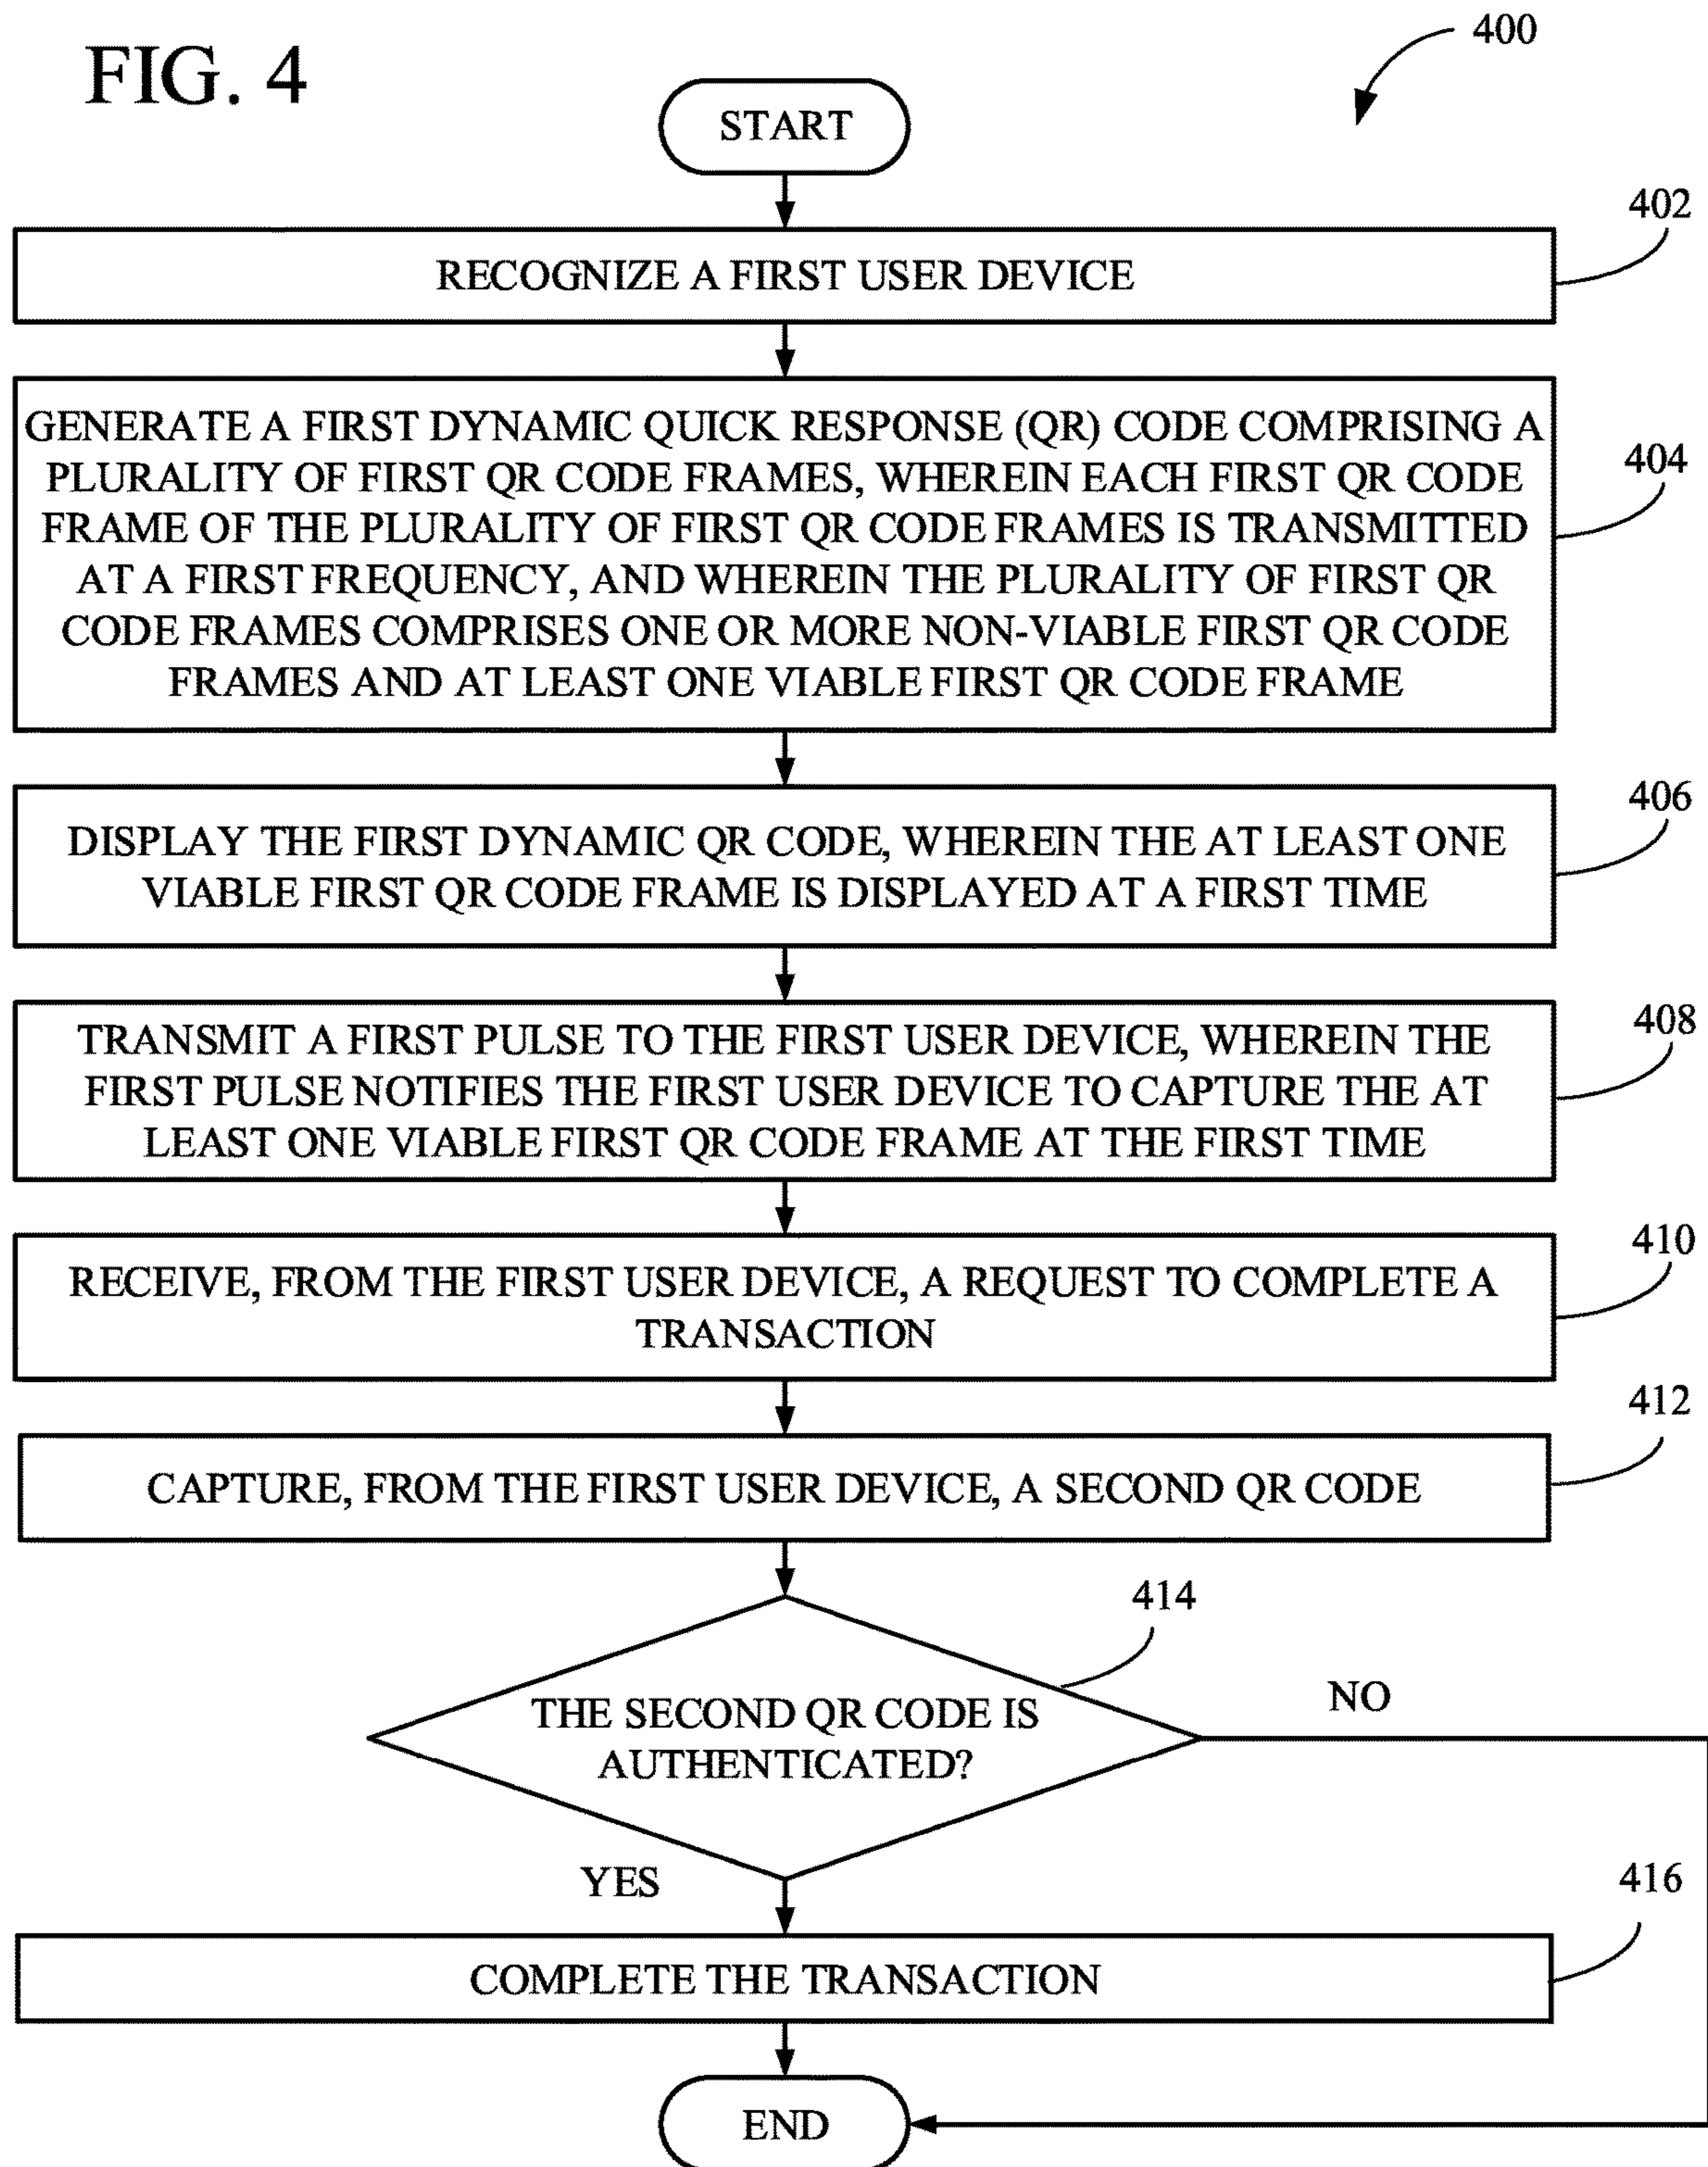 FIG. 4
400
START
402
RECOGNIZE A FIRST USER DEVICE
404
GENERATE A FIRST DYNAMIC QUICK RESPONSE (QR) CODE COMPRISING A
PLURALITY OF FIRST QR CODE FRAMES, WHEREIN EACH FIRST QR CODE
FRAME OF THE PLURALITY OF FIRST QR CODE FRAMES IS TRANSMITTED
AT A FIRST FREQUENCY, AND WHEREIN THE PLURALITY OF FIRST QR
CODE FRAMES COMPRISES ONE OR MORE NON-VIABLE FIRST QR CODE
FRAMES AND AT LEAST ONE VIABLE FIRST QR CODE FRAME
406
DISPLAY THE FIRST DYNAMIC QR CODE, WHEREIN THE AT LEAST ONE
VIABLE FIRST QR CODE FRAME IS DISPLAYED AT A FIRST TIME
408
TRANSMIT A FIRST PULSE TO THE FIRST USER DEVICE, WHEREIN THE
FIRST PULSE NOTIFIES THE FIRST USER DEVICE TO CAPTURE THE AT
LEAST ONE VIABLE FIRST QR CODE FRAME AT THE FIRST TIME
410
RECEIVE, FROM THE FIRST USER DEVICE, A REQUEST TO COMPLETE A
TRANSACTION
412
CAPTURE, FROM THE FIRST USER DEVICE, A SECOND QR CODE
414
THE SECOND QR CODE IS
AUTHENTICATED?
NO
YES
416
COMPLETE THE TRANSACTION
END